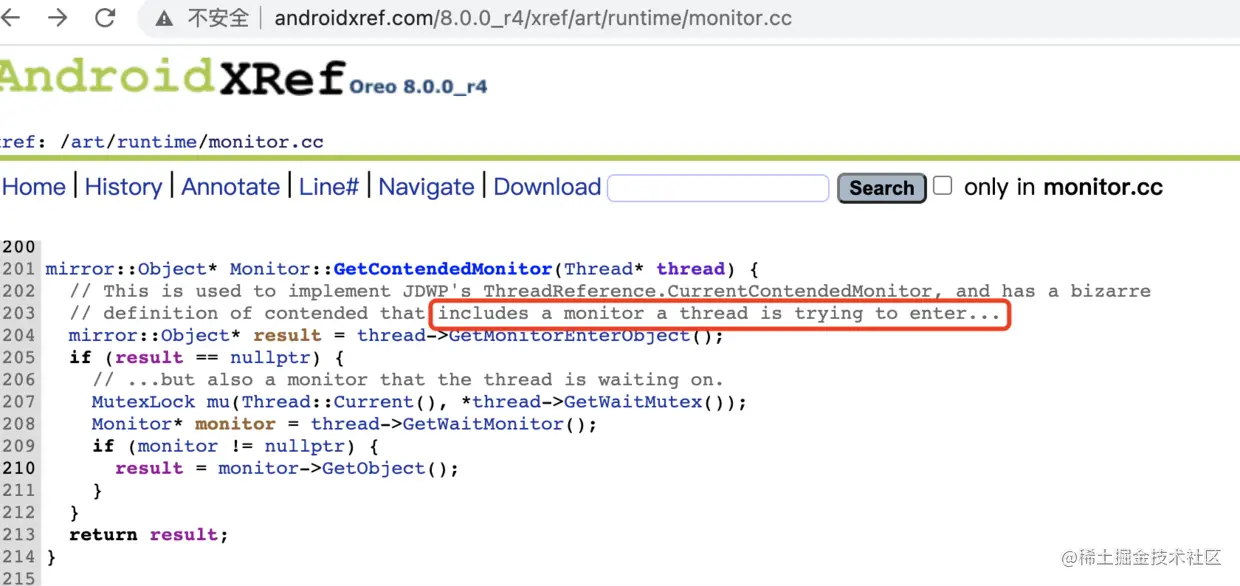 不安全 androidxref.com/8.0.0_r4/xref/art/runtime/monitor.cc
AndroidXRef Oreo 8.0.0_r4
xref: /art/runtime/monitor.cc
Home | History | Annotate | Line# | Navigate | Download Search only in monitor.cc
200
201 mirror::Object* Monitor::GetContendedMonitor(Thread* thread) {
202 // This is used to implement JDWP's ThreadReference.CurrentContendedMonitor, and has a bizarre
203 // definition of contended that includes a monitor a thread is trying to enter...
204 mirror::Object* result = thread->GetMonitorEnterObject();
205 if (result == nullptr) {
206 // ...but also a monitor that the thread is waiting on.
207 MutexLock mu(Thread::Current(), *thread->GetWaitMutex());
208 Monitor* monitor = thread->GetWaitMonitor();
209 if (monitor != nullptr) {
210 result = monitor->GetObject();
211 }
212 }
213 return result;
214 }
215
@稀土掘金技术社区